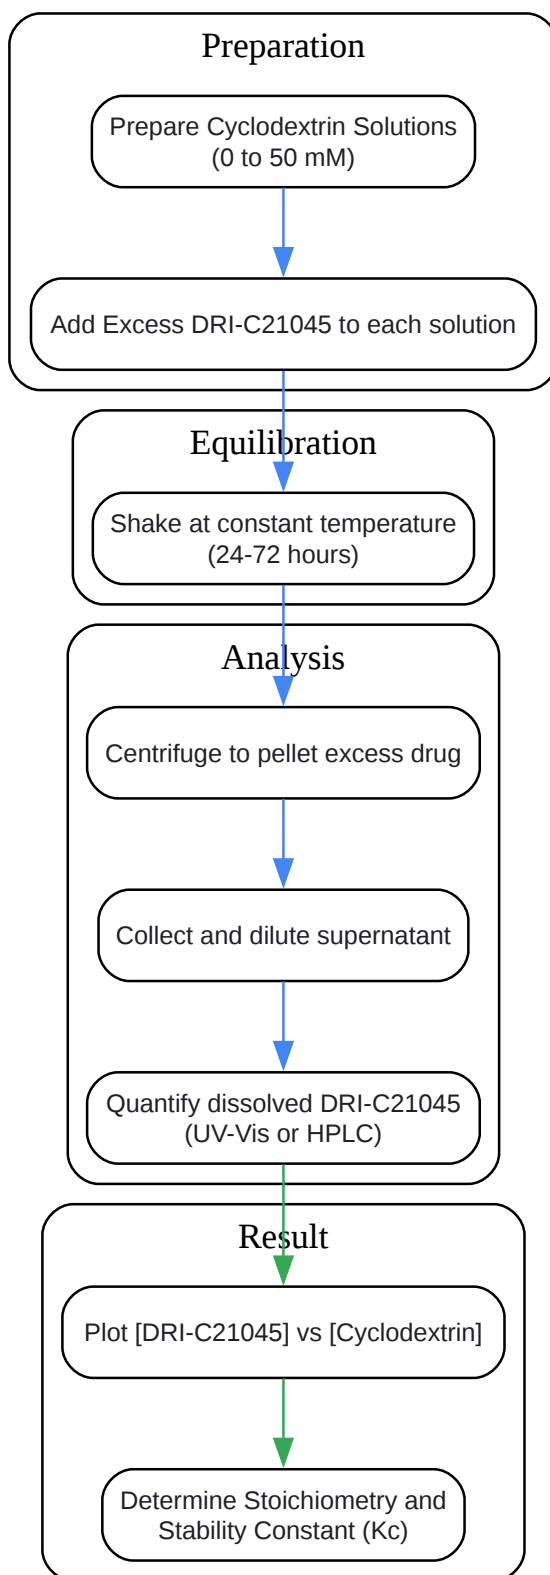 Preparation
Prepare Cyclodextrin Solutions
(0 to 50 mM)
Add Excess DRI-C21045 to each solution
Equilibration
Shake at constant temperature
(24-72 hours)
Analysis
Centrifuge to pellet excess drug
Collect and dilute supernatant
Quantify dissolved DRI-C21045
(UV-Vis or HPLC)
Result
Plot [DRI-C21045] vs [Cyclodextrin]
Determine Stoichiometry and
Stability Constant (Kc)